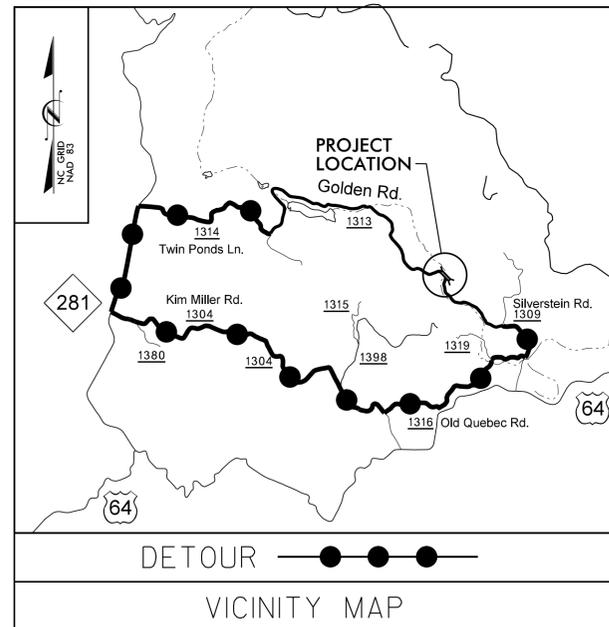 NC GRID
NAD 83
PROJECT
LOCATION
Golden Rd.
1313
1314
Twin Ponds Ln.
281
Kim Miller Rd.
1304
1315
Silverstein Rd.
1309
1380
1304
1398
1319
1316 Old Quebec Rd.
64
64
DETOUR
VICINITY MAP